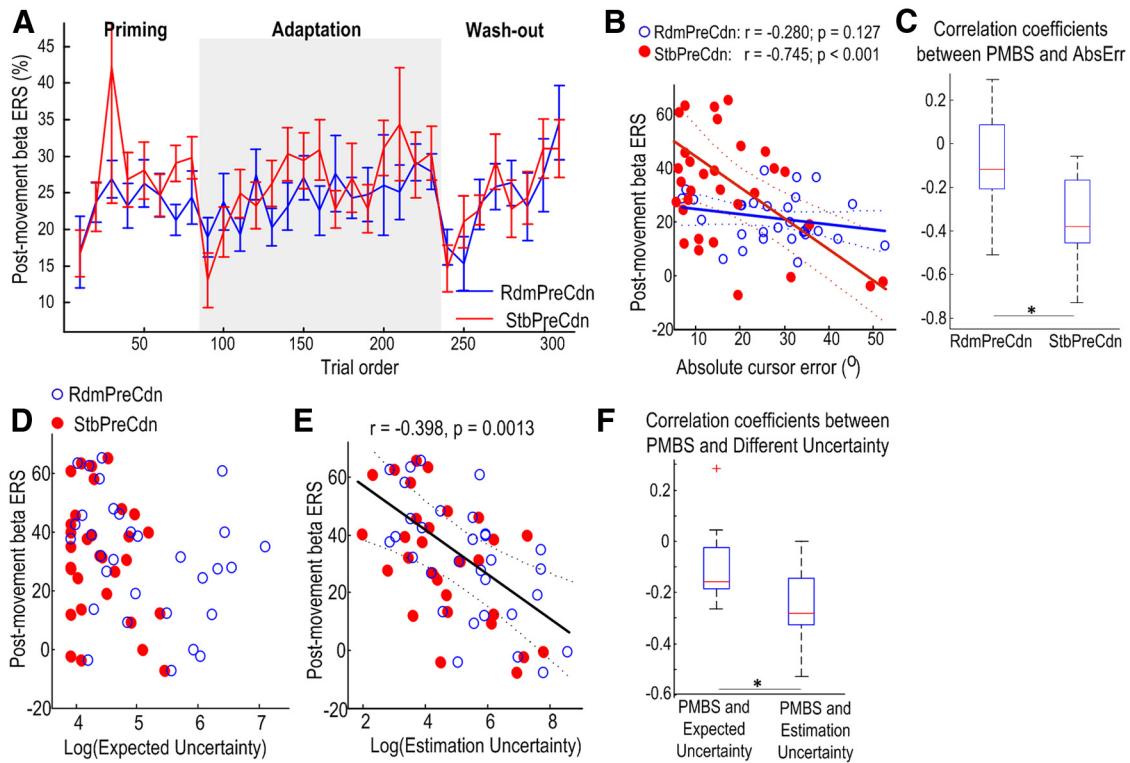 A
Priming
Adaptation
Wash-out
Post-movement beta ERS (%)
45
40
35
30
25
20
15
10
RdmPreCdn
StbPreCdn
50
100
150
200
250
300
Trial order
B
RdmPreCdn: r = -0.280; p = 0.127
StbPreCdn: r = -0.745; p < 0.001
Post-movement beta ERS
60
40
20
0
-20
10
20
30
40
50
Absolute cursor error (⁰)
C
Correlation coefficients
between PMBS and AbsErr
0.2
0
-0.2
-0.4
-0.6
-0.8
*
RdmPreCdn
StbPreCdn
D
RdmPreCdn
StbPreCdn
Post-movement beta ERS
60
40
20
0
-20
4
5
6
7
Log(Expected Uncertainty)
E
r = -0.398, p = 0.0013
Post-movement beta ERS
60
40
20
0
-20
2
4
6
8
Log(Estimation Uncertainty)
F
Correlation coefficients between
PMBS and Different Uncertainty
0.2
0
-0.2
-0.4
-0.6
*
PMBS and
Expected
Uncertainty
PMBS and
Estimation
Uncertainty